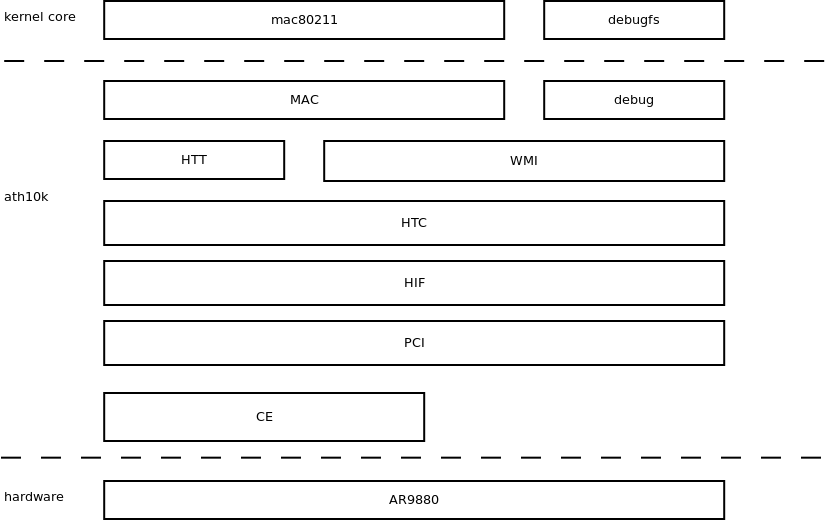 kernel core
mac80211
debugfs
MAC
debug
HTT
WMI
ath10k
HTC
HIF
PCI
CE
hardware
AR9880